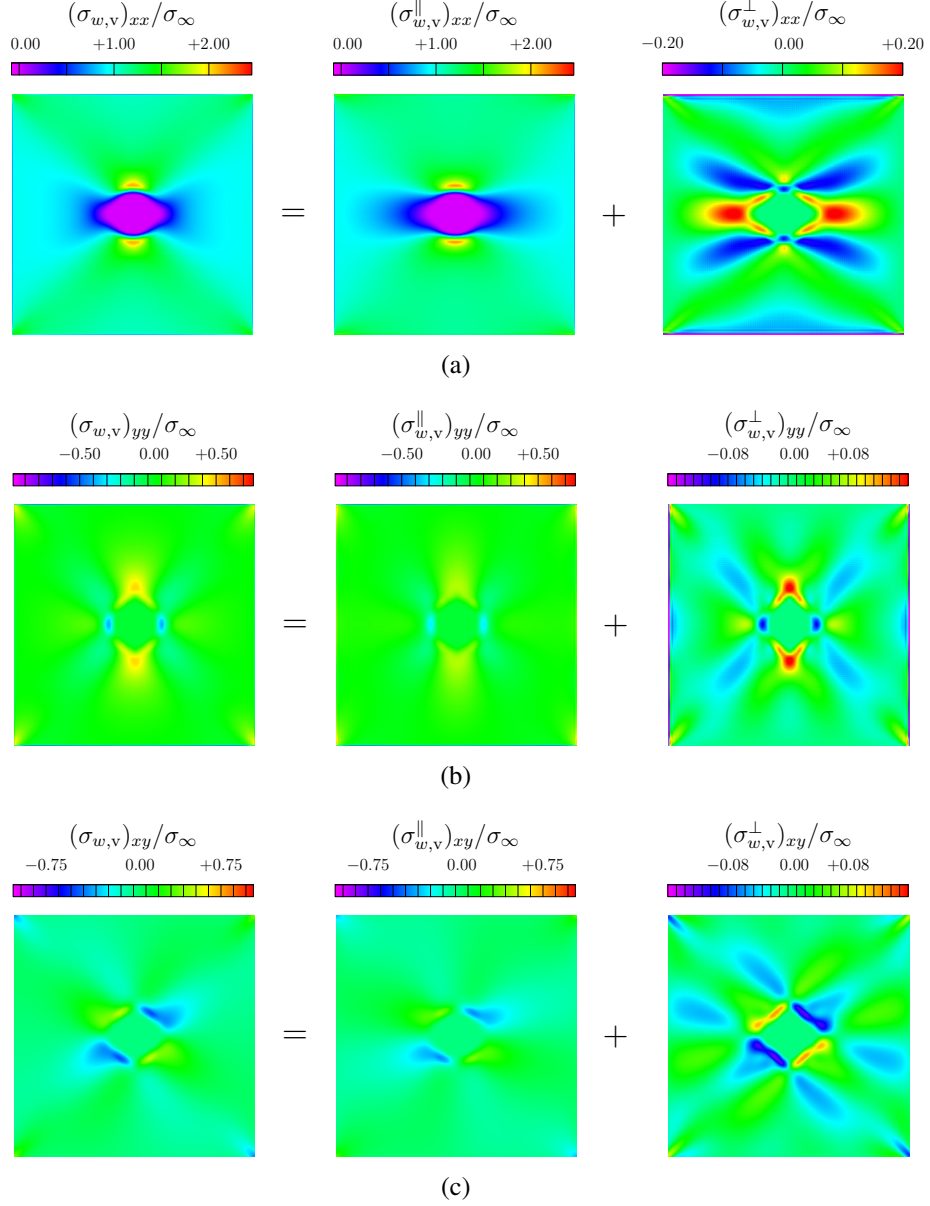 (σ_{w,v})_{xx}/σ_∞ (σ^∥_{w,v})_{xx}/σ_∞ (σ^⊥_{w,v})_{xx}/σ_∞
0.00 +1.00 +2.00 0.00 +1.00 +2.00 −0.20 0.00 +0.20
= +
(a)
(σ_{w,v})_{yy}/σ_∞ (σ^∥_{w,v})_{yy}/σ_∞ (σ^⊥_{w,v})_{yy}/σ_∞
−0.50 0.00 +0.50 −0.50 0.00 +0.50 −0.08 0.00 +0.08
= +
(b)
(σ_{w,v})_{xy}/σ_∞ (σ^∥_{w,v})_{xy}/σ_∞ (σ^⊥_{w,v})_{xy}/σ_∞
−0.75 0.00 +0.75 −0.75 0.00 +0.75 −0.08 0.00 +0.08
= +
(c)